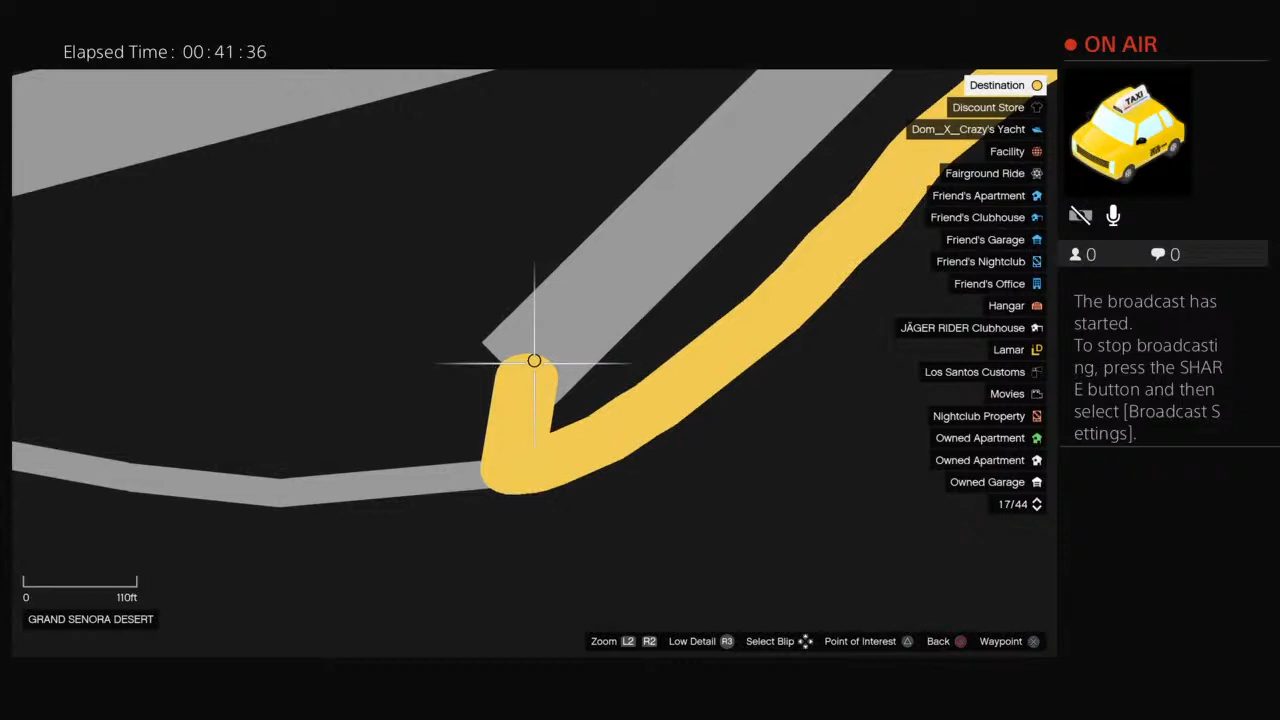 Elapsed Time: 00:41:36
ON AIR
TAXI
0
0
The broadcast has
started.
To stop broadcasti
ng, press the SHAR
E button and then
select [Broadcast S
ettings].
Destination
Discount Store
Dom__X__Crazy's Yacht
Facility
Fairground Ride
Friend's Apartment
Friend's Clubhouse
Friend's Garage
Friend's Nightclub
Friend's Office
Hangar
JÄGER RIDER Clubhouse
Lamar LD
Los Santos Customs
Movies
Nightclub Property
Owned Apartment
Owned Apartment
Owned Garage
17/44
0 110ft
GRAND SENORA DESERT
Zoom L2 R2 Low Detail R3 Select Blip Point of Interest Back Waypoint